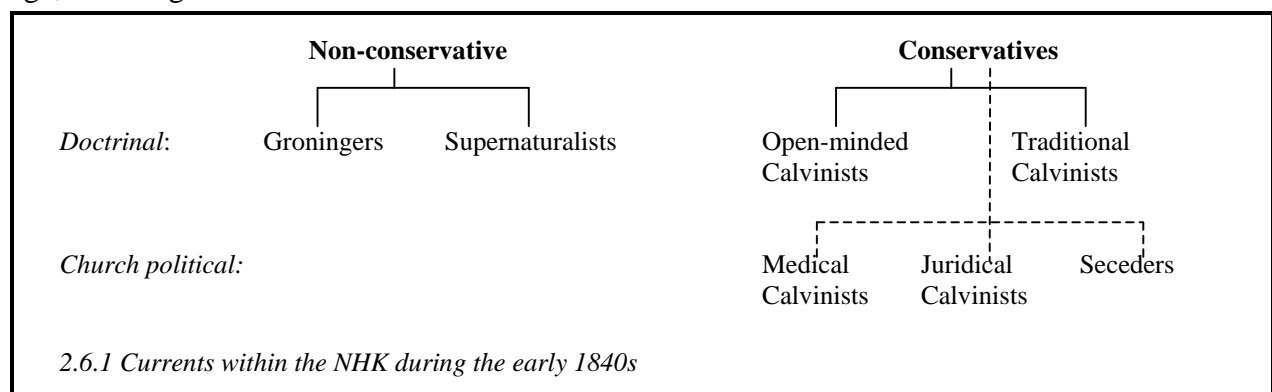 Non-conservative Conservatives
Doctrinal: Groningers Supernaturalists Open-minded Traditional
Calvinists Calvinists
Church political: Medical Juridical Seceders
Calvinists Calvinists
2.6.1 Currents within the NHK during the early 1840s